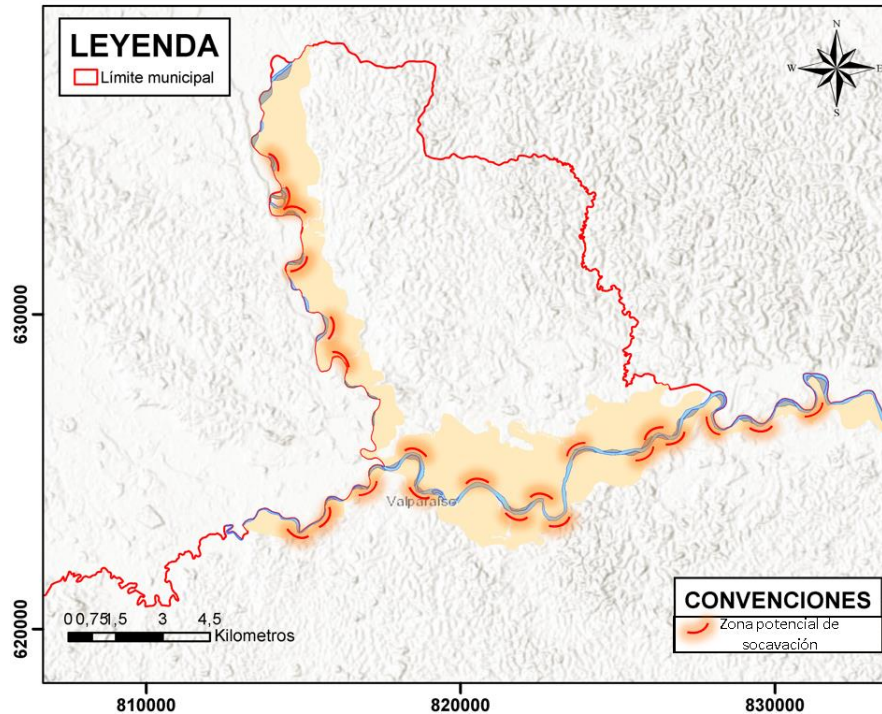 LEYENDA
Límite municipal
N
W
E
S
630000
620000
Valparaíso
0 0,75 1,5 3 4,5
Kilometros
CONVENCIONES
Zona potencial de
socavación
810000 820000 830000